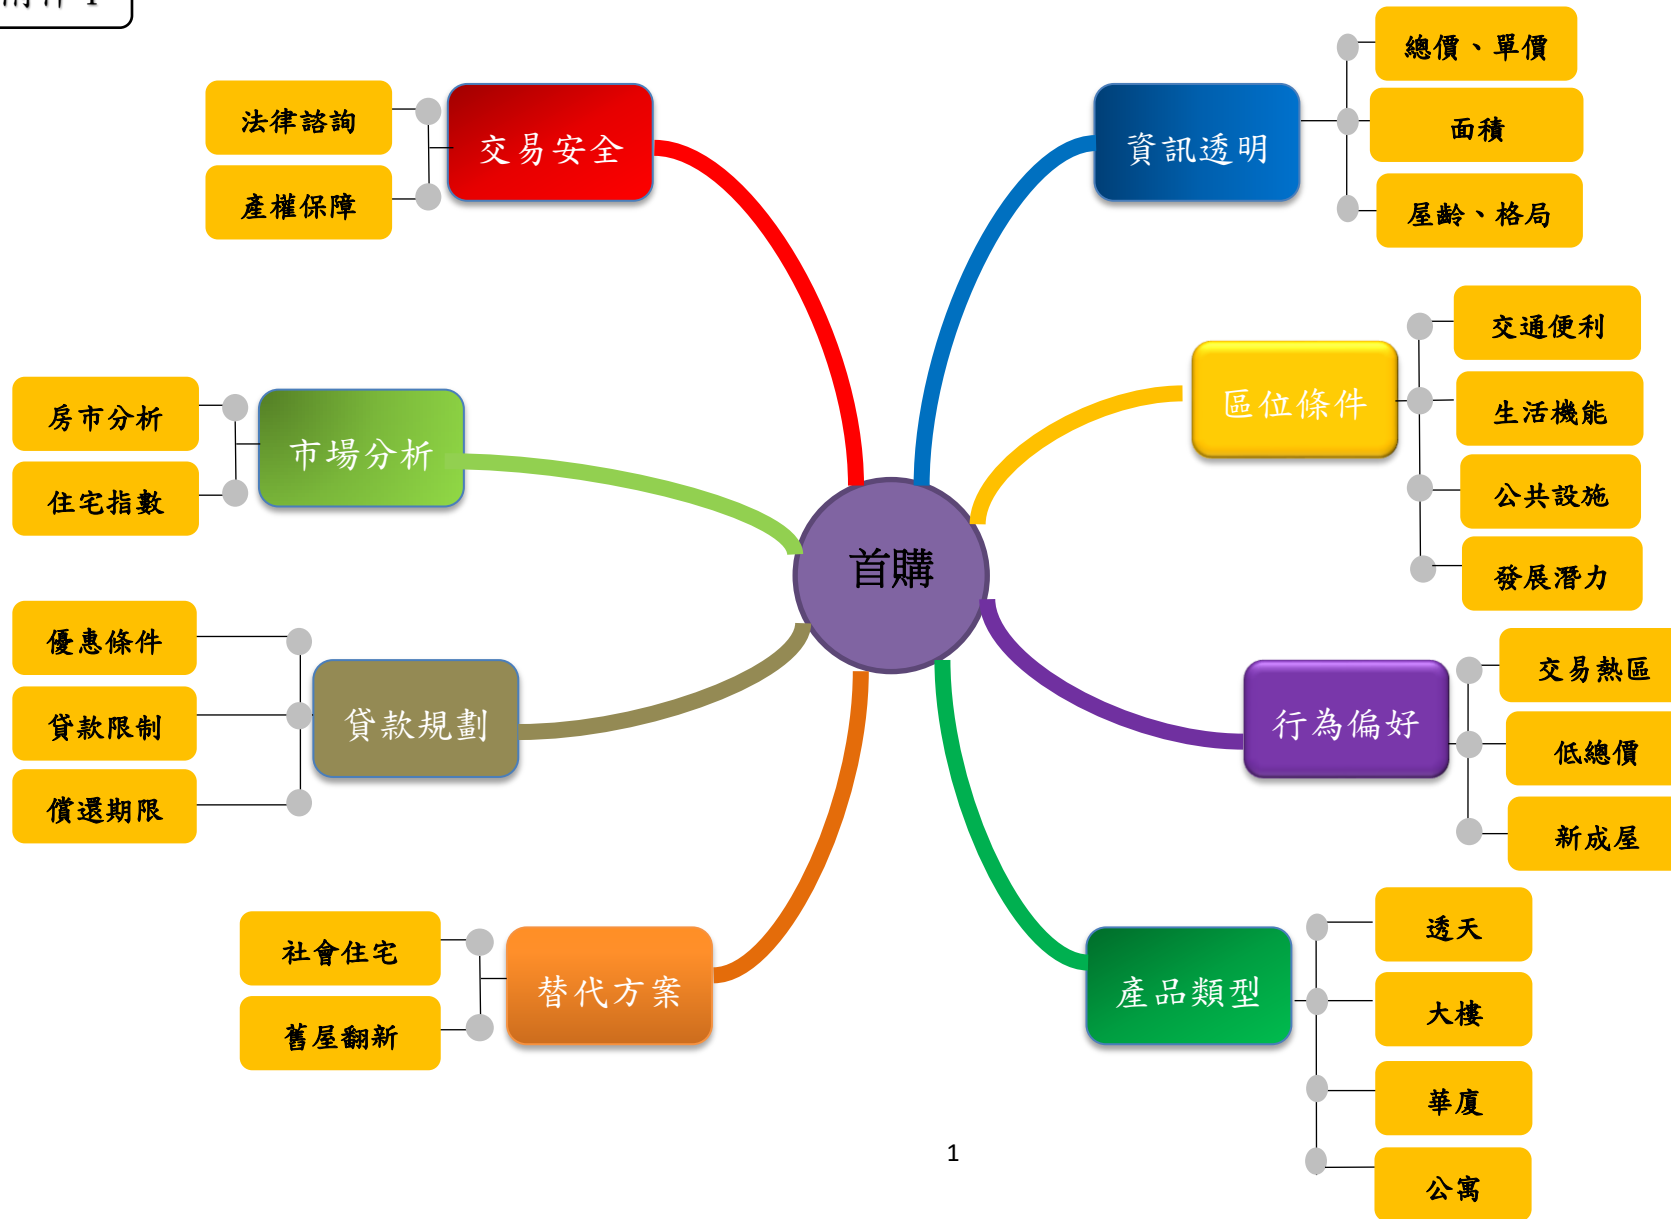 附件 1
法律諮詢
產權保障
交易安全
資訊透明
總價、單價
面積
屋齡、格局
房市分析
住宅指數
市場分析
區位條件
交通便利
生活機能
公共設施
發展潛力
首購
優惠條件
貸款限制
償還期限
貸款規劃
行為偏好
交易熱區
低總價
新成屋
社會住宅
舊屋翻新
替代方案
產品類型
透天
大樓
華廈
公寓
1